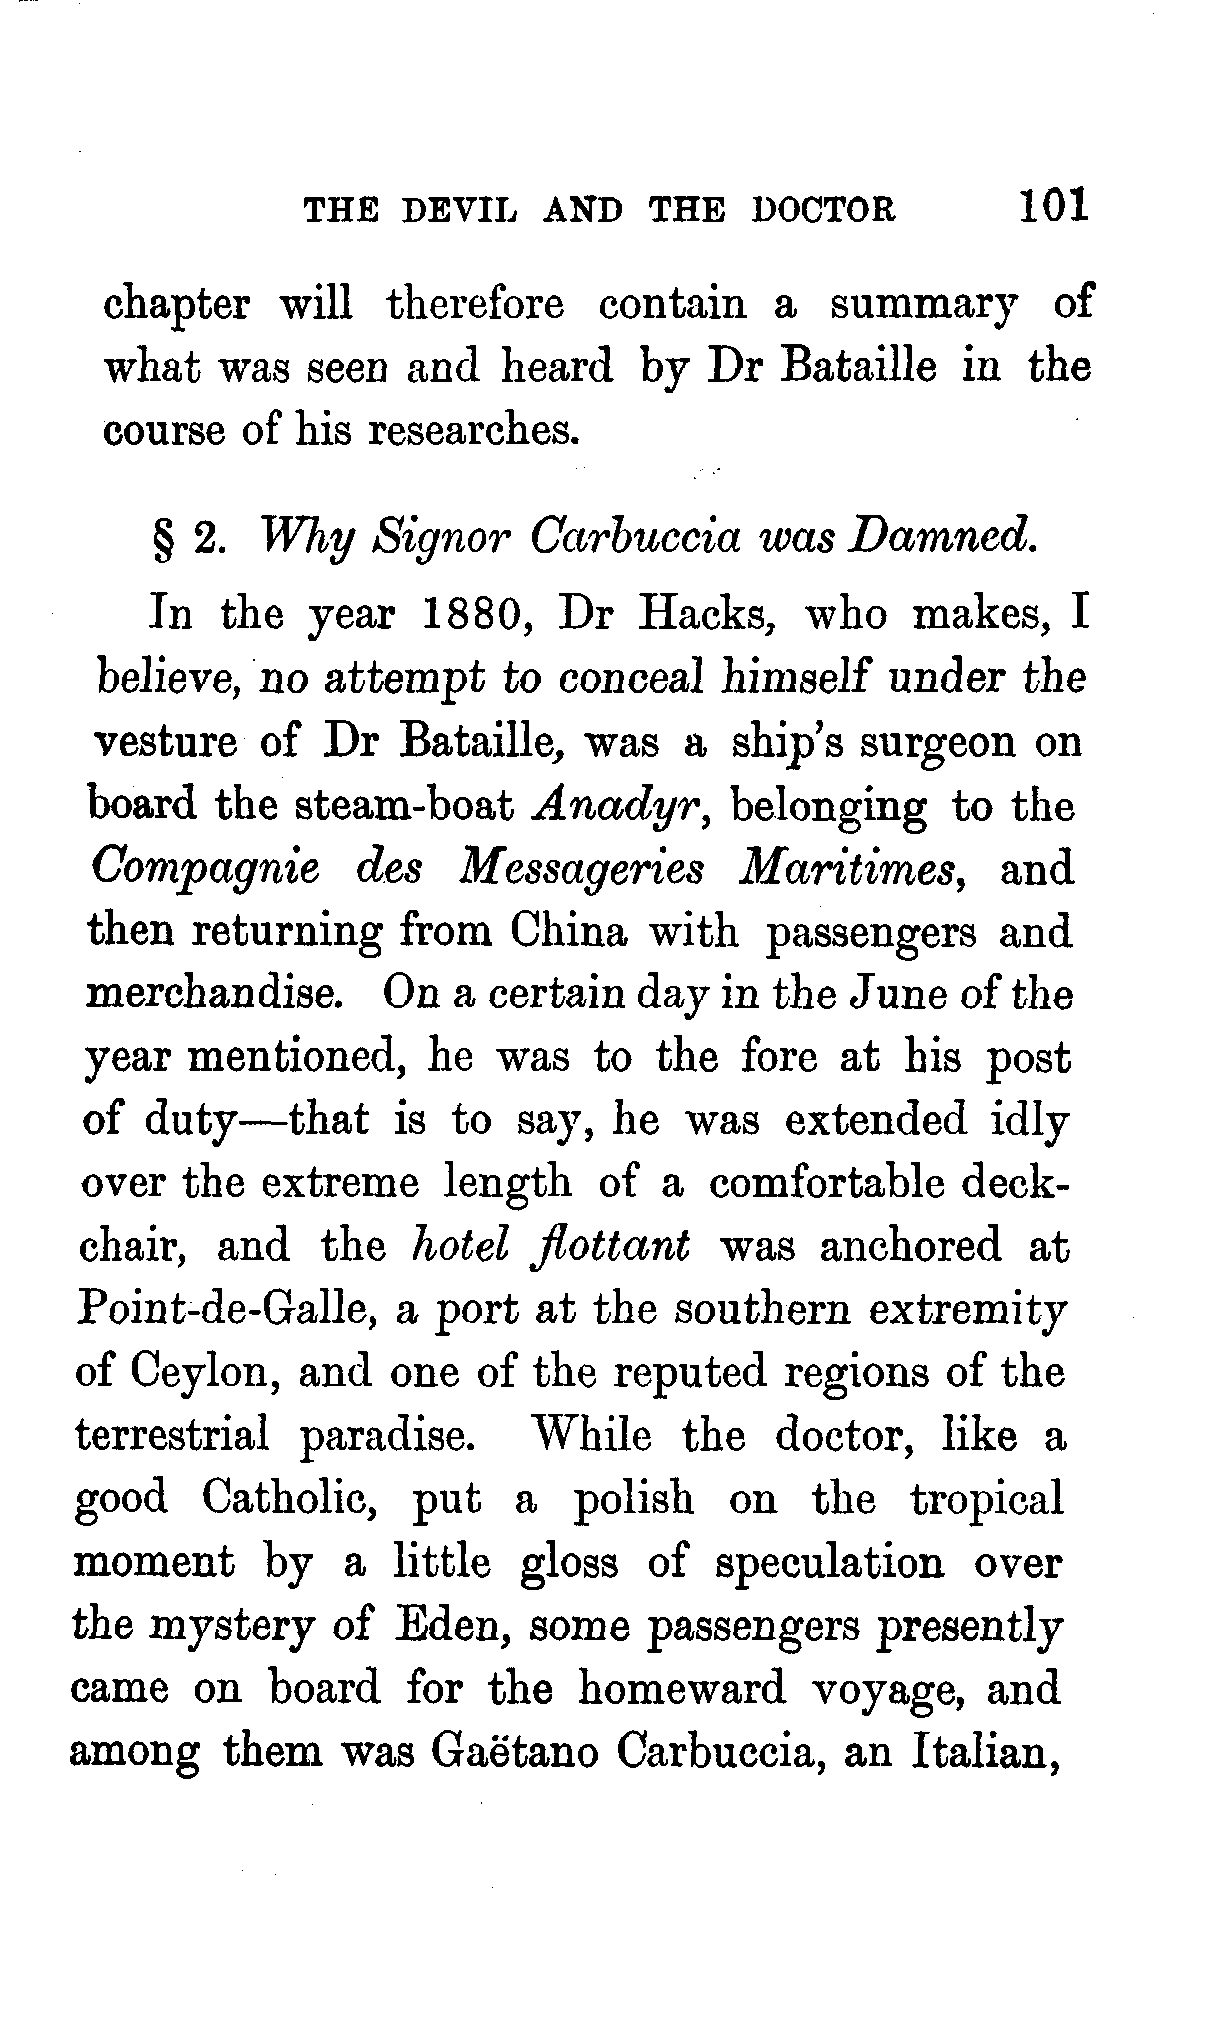 THE DEVIL AND THE DOCTOR 101
chapter will therefore contain a summary of
what was seen and heard by Dr Bataille in the
course of his researches.
§ 2. Why Signor Carbuccia was Damned.
In the year 1880, Dr Hacks, who makes, I
believe, no attempt to conceal himself under the
vesture of Dr Bataille, was a ship's surgeon on
board the steam-boat Anadyr, belonging to the
Compagnie des Messageries Maritimes, and
then returning from China with passengers and
merchandise. On a certain day in the June of the
year mentioned, he was to the fore at his post
of duty—that is to say, he was extended idly
over the extreme length of a comfortable deck-
chair, and the hotel flottant was anchored at
Point-de-Galle, a port at the southern extremity
of Ceylon, and one of the reputed regions of the
terrestrial paradise. While the doctor, like a
good Catholic, put a polish on the tropical
moment by a little gloss of speculation over
the mystery of Eden, some passengers presently
came on board for the homeward voyage, and
among them was Gaëtano Carbuccia, an Italian,